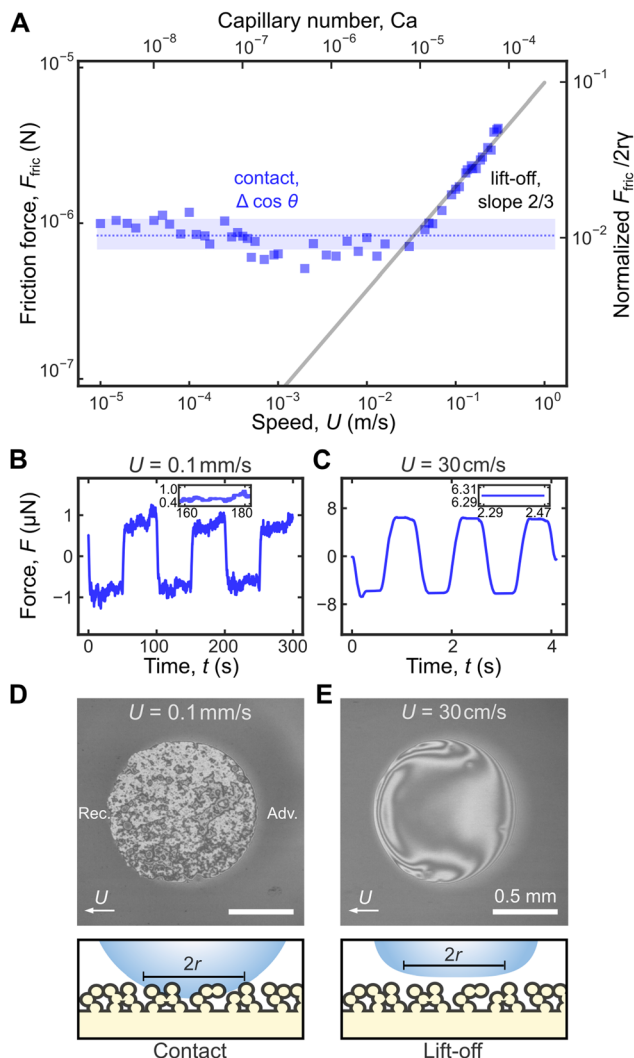 A
Capillary number, Ca
10⁻⁸ 10⁻⁷ 10⁻⁶ 10⁻⁵ 10⁻⁴
Friction force, F_fric (N)
10⁻⁵
10⁻⁶
10⁻⁷
contact,
Δ cos θ
lift-off,
slope 2/3
10⁻¹
10⁻²
Normalized F_fric/2rγ
10⁻⁵ 10⁻⁴ 10⁻³ 10⁻² 10⁻¹ 10⁰
Speed, U (m/s)
B
U = 0.1 mm/s
Force, F (μN)
1
0
−1
1.0
0.4
160 180
0 100 200 300
Time, t (s)
C
U = 30 cm/s
8
0
−8
6.31
6.29
2.29 2.47
0 2 4
Time, t (s)
D
U = 0.1 mm/s
Rec.
Adv.
U
E
U = 30 cm/s
U
0.5 mm
2r
Contact
2r
Lift-off